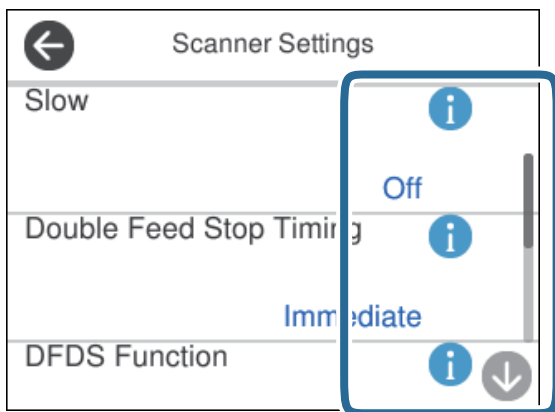 Scanner Settings
Slow
i
Off
Double Feed Stop Timing
i
Immediate
DFDS Function
i